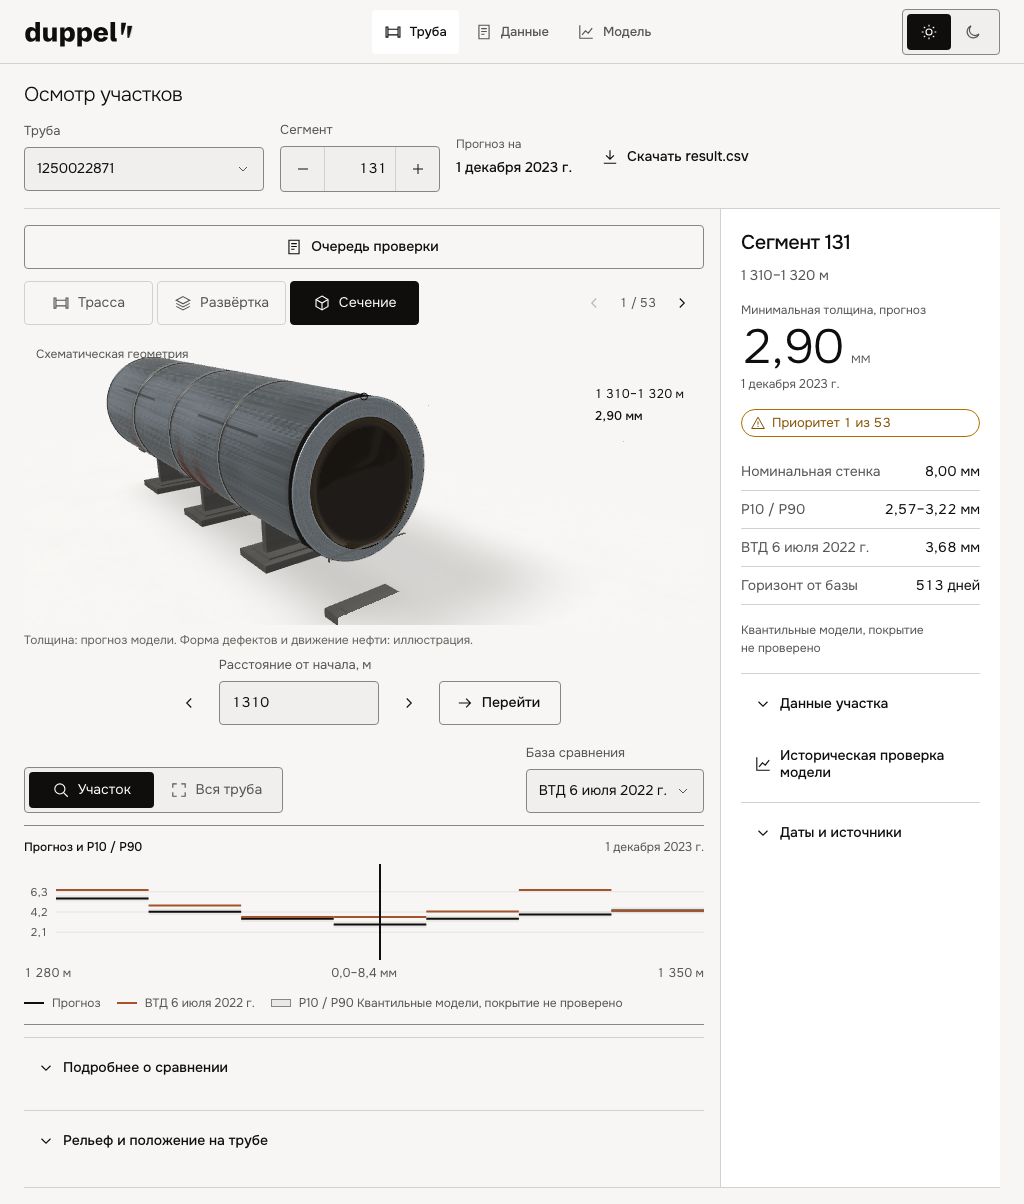 duppel
Труба
Данные
Модель
Осмотр участков
Труба
Сегмент
Прогноз на
1250022871
131
1 декабря 2023 г.
Скачать result.csv
Очередь проверки
Трасса
Развёртка
Сечение
1 / 53
Схематическая геометрия
1 310–1 320 м
2,90 мм
Толщина: прогноз модели. Форма дефектов и движение нефти: иллюстрация.
Расстояние от начала, м
1310
Перейти
База сравнения
Участок
Вся труба
ВТД 6 июля 2022 г.
Прогноз и P10 / P90
1 декабря 2023 г.
6,3
4,2
2,1
1 280 м
0,0–8,4 мм
1 350 м
Прогноз
ВТД 6 июля 2022 г.
P10 / P90 Квантильные модели, покрытие не проверено
Подробнее о сравнении
Рельеф и положение на трубе
Сегмент 131
1 310–1 320 м
Минимальная толщина, прогноз
2,90 мм
1 декабря 2023 г.
Приоритет 1 из 53
Номинальная стенка 8,00 мм
P10 / P90 2,57–3,22 мм
ВТД 6 июля 2022 г. 3,68 мм
Горизонт от базы 513 дней
Квантильные модели, покрытие
не проверено
Данные участка
Историческая проверка
модели
Даты и источники